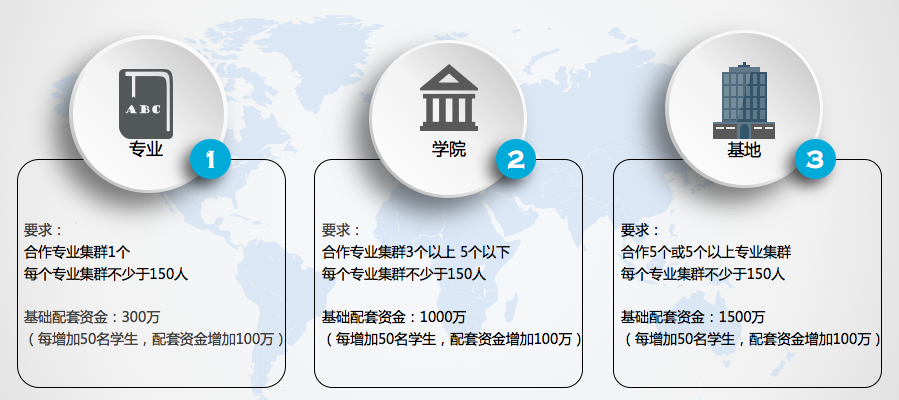 ABC
专业
1
要求：
合作专业集群1个
每个专业集群不少于150人
基础配套资金：300万
（每增加50名学生，配套资金增加100万）
学院
2
要求：
合作专业集群3个以上 5个以下
每个专业集群不少于150人
基础配套资金：1000万
（每增加50名学生，配套资金增加100万）
基地
3
要求：
合作5个或5个以上专业集群
每个专业集群不少于150人
基础配套资金：1500万
（每增加50名学生，配套资金增加100万）